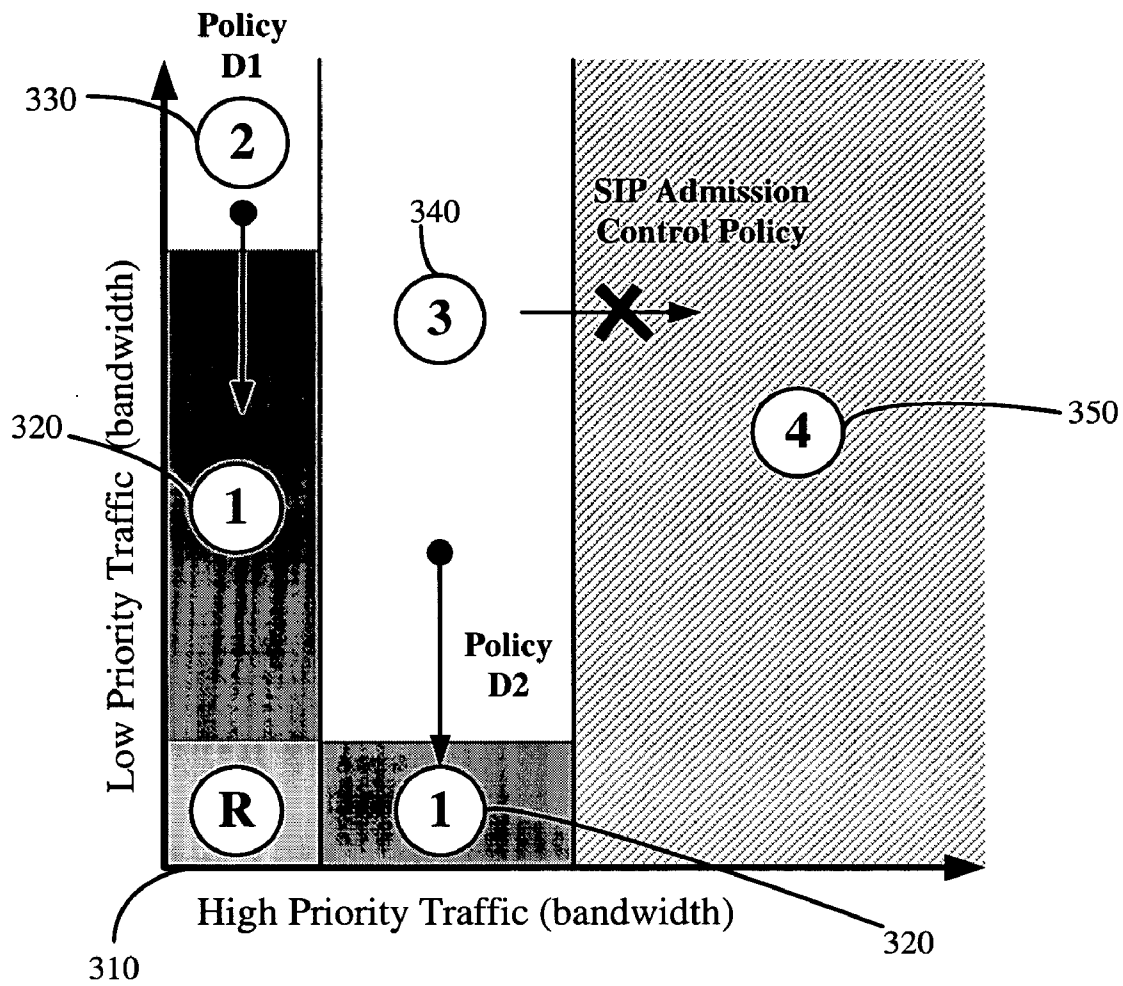 Policy
D1
330
2
SIP Admission
Control Policy
340
3
320
4
350
1
Low Priority Traffic (bandwidth)
Policy
D2
R
1
High Priority Traffic (bandwidth)
320
310